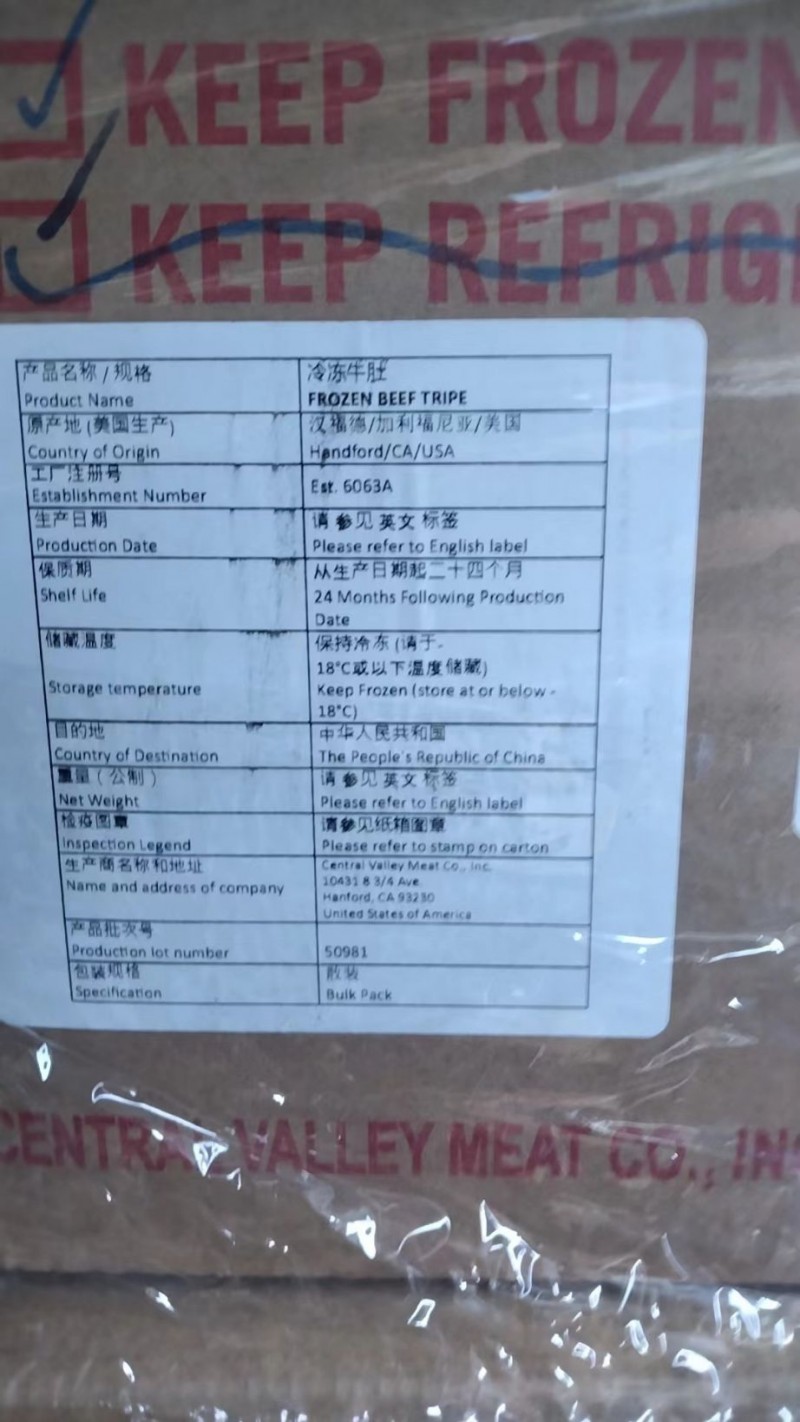 KEEP FROZEN
KEEP REFRIG
产品名称 / 规格
Product Name
冷冻牛肚
FROZEN BEEF TRIPE
原产地 (美国生产)
Country of Origin
汉福德/加利福尼亚/美国
Handford/CA/USA
工厂注册号
Establishment Number
Est. 6063A
生产日期
Production Date
请 参见 英文 标签
Please refer to English label
保质期
Shelf Life
从生产日期起二十四个月
24 Months Following Production
Date
储藏温度
Storage temperature
保持冷冻 (请于-
18°C或以下温度储藏)
Keep Frozen (store at or below -
18°C)
目的地
Country of Destination
中华人民共和国
The People's Republic of China
重量 ( 公制 )
Net Weight
请 参见 英文 标签
Please refer to English label
检疫图章
Inspection Legend
请参见纸箱图章
Please refer to stamp on carton
生产商名称和地址
Name and address of company
Central Valley Meat Co., Inc.
10431 8 3/4 Ave.
Hanford, CA 93230
United States of America
产品批次号
Production lot number
50981
包装规格
Specification
散装
Bulk Pack
CENTRAL VALLEY MEAT CO., IN